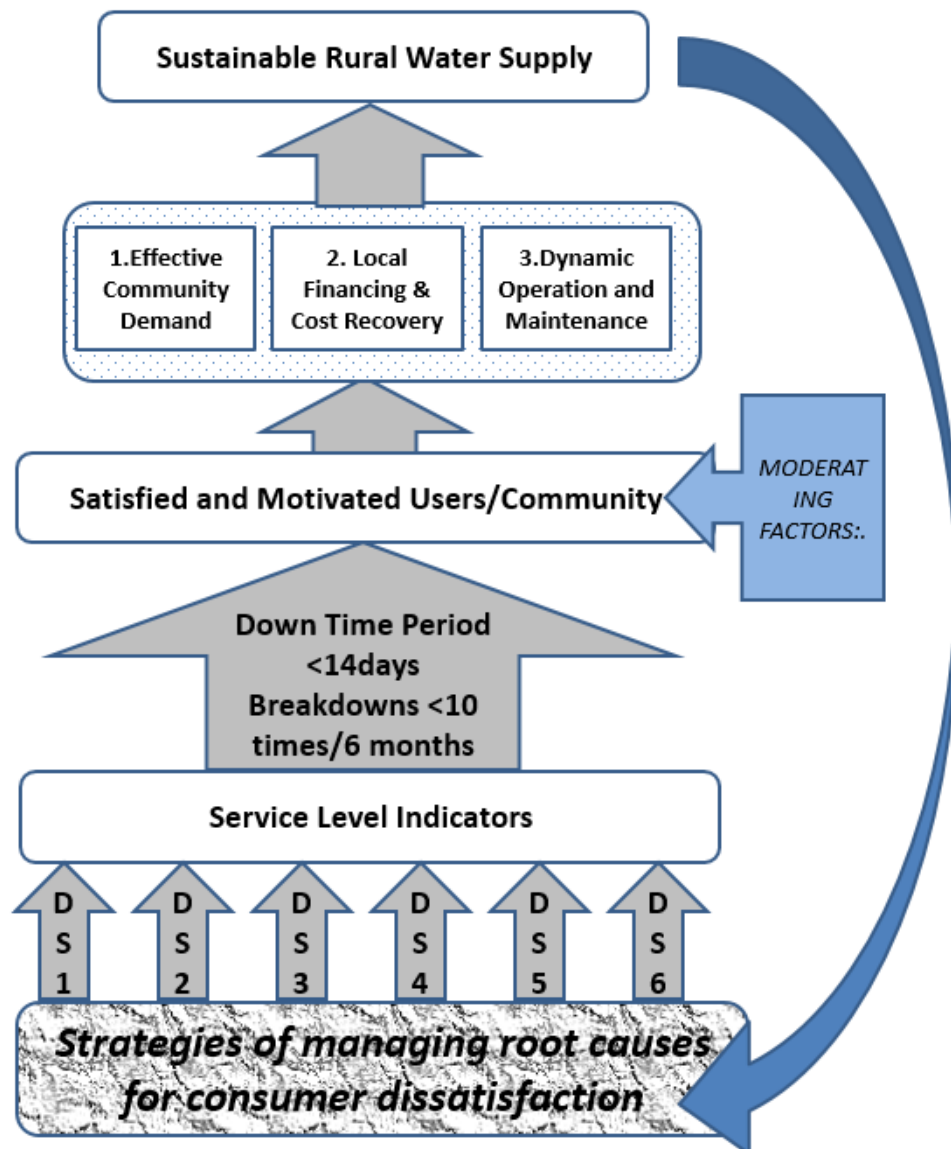 Sustainable Rural Water Supply
1.Effective
Community
Demand
2. Local
Financing &
Cost Recovery
3.Dynamic
Operation and
Maintenance
Satisfied and Motivated Users/Community
MODERAT
ING
FACTORS:.
Down Time Period
<14days
Breakdowns <10
times/6 months
Service Level Indicators
D
S
1
D
S
2
D
S
3
D
S
4
D
S
5
D
S
6
Strategies of managing root causes
for consumer dissatisfaction